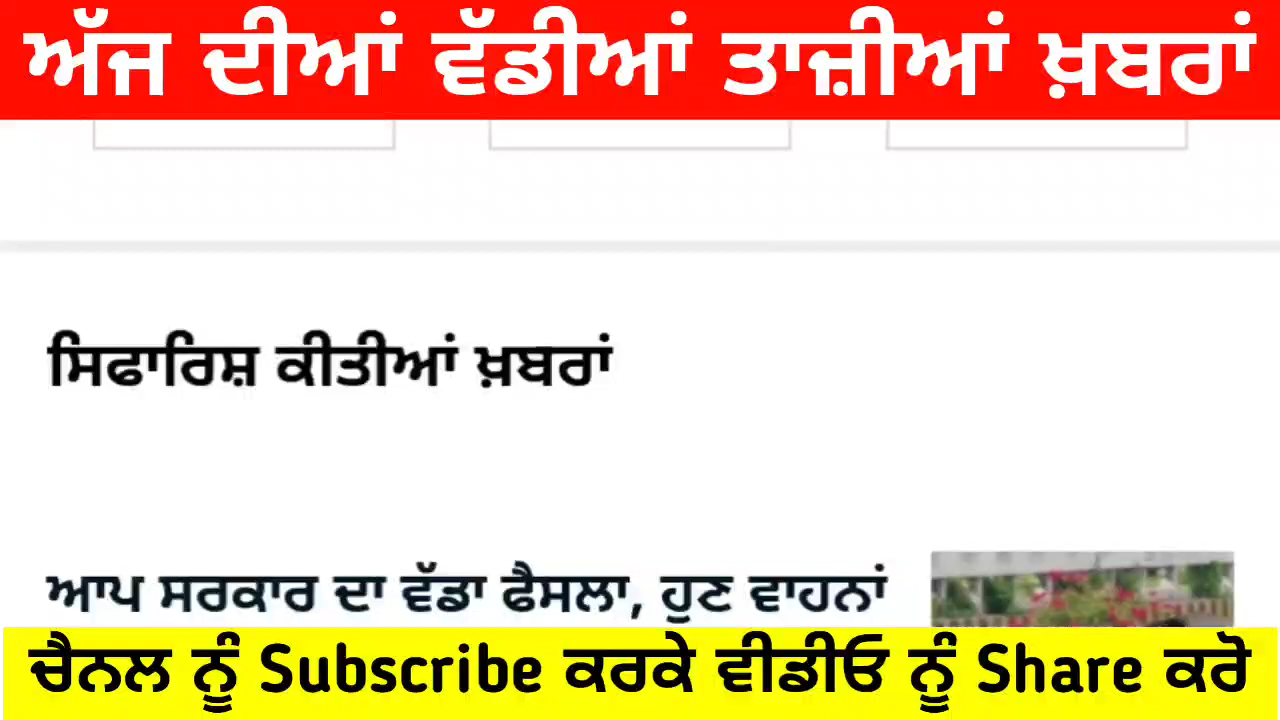 ਅੱਜ ਦੀਆਂ ਵੱਡੀਆਂ ਤਾਜ਼ੀਆਂ ਖ਼ਬਰਾਂ
ਸਿਫਾਰਿਸ਼ ਕੀਤੀਆਂ ਖ਼ਬਰਾਂ
ਆਪ ਸਰਕਾਰ ਦਾ ਵੱਡਾ ਫੈਸਲਾ, ਹੁਣ ਵਾਹਨਾਂ
ਚੈਨਲ ਨੂੰ Subscribe ਕਰਕੇ ਵੀਡੀਓ ਨੂੰ Share ਕਰੋ